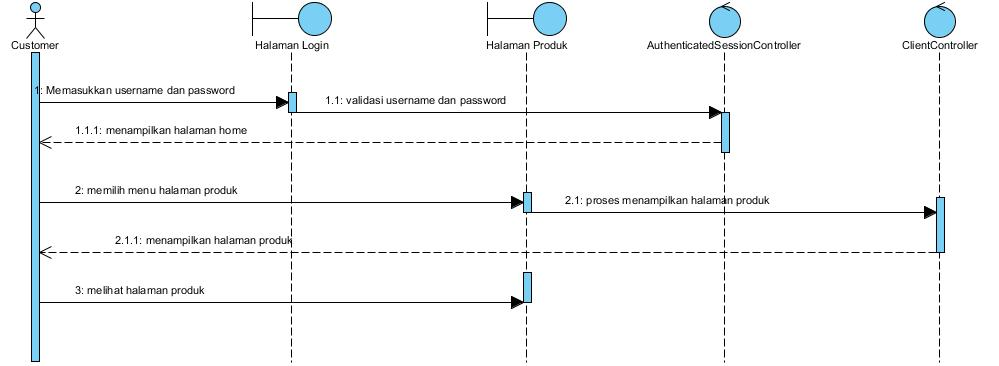 Customer
Halaman Login
Halaman Produk
AuthenticatedSessionController
ClientController
1: Memasukkan username dan password
1.1: validasi username dan password
1.1.1: menampilkan halaman home
2: memilih menu halaman produk
2.1: proses menampilkan halaman produk
2.1.1: menampilkan halaman produk
3: melihat halaman produk